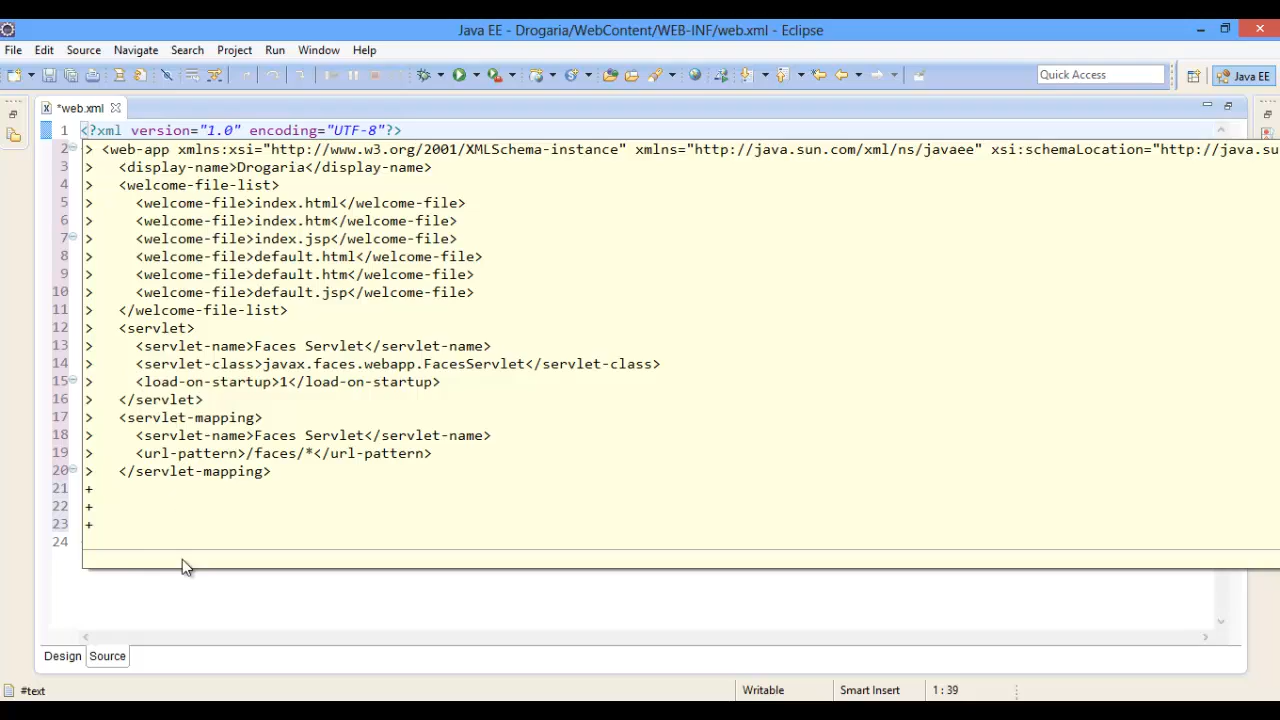 Java EE - Drogaria/WebContent/WEB-INF/web.xml - Eclipse
File Edit Source Navigate Search Project Run Window Help
Quick Access
Java EE
*web.xml
1 <?xml version="1.0" encoding="UTF-8"?>
2 > <web-app xmlns:xsi="http://www.w3.org/2001/XMLSchema-instance" xmlns="http://java.sun.com/xml/ns/javaee" xsi:schemaLocation="http://java.su
3 > <display-name>Drogaria</display-name>
4 > <welcome-file-list>
5 > <welcome-file>index.html</welcome-file>
6 > <welcome-file>index.htm</welcome-file>
7 > <welcome-file>index.jsp</welcome-file>
8 > <welcome-file>default.html</welcome-file>
9 > <welcome-file>default.htm</welcome-file>
10 > <welcome-file>default.jsp</welcome-file>
11 > </welcome-file-list>
12 > <servlet>
13 > <servlet-name>Faces Servlet</servlet-name>
14 > <servlet-class>javax.faces.webapp.FacesServlet</servlet-class>
15 > <load-on-startup>1</load-on-startup>
16 > </servlet>
17 > <servlet-mapping>
18 > <servlet-name>Faces Servlet</servlet-name>
19 > <url-pattern>/faces/*</url-pattern>
20 > </servlet-mapping>
21 +
22 +
23 +
24
Design Source
#text Writable Smart Insert 1 : 39